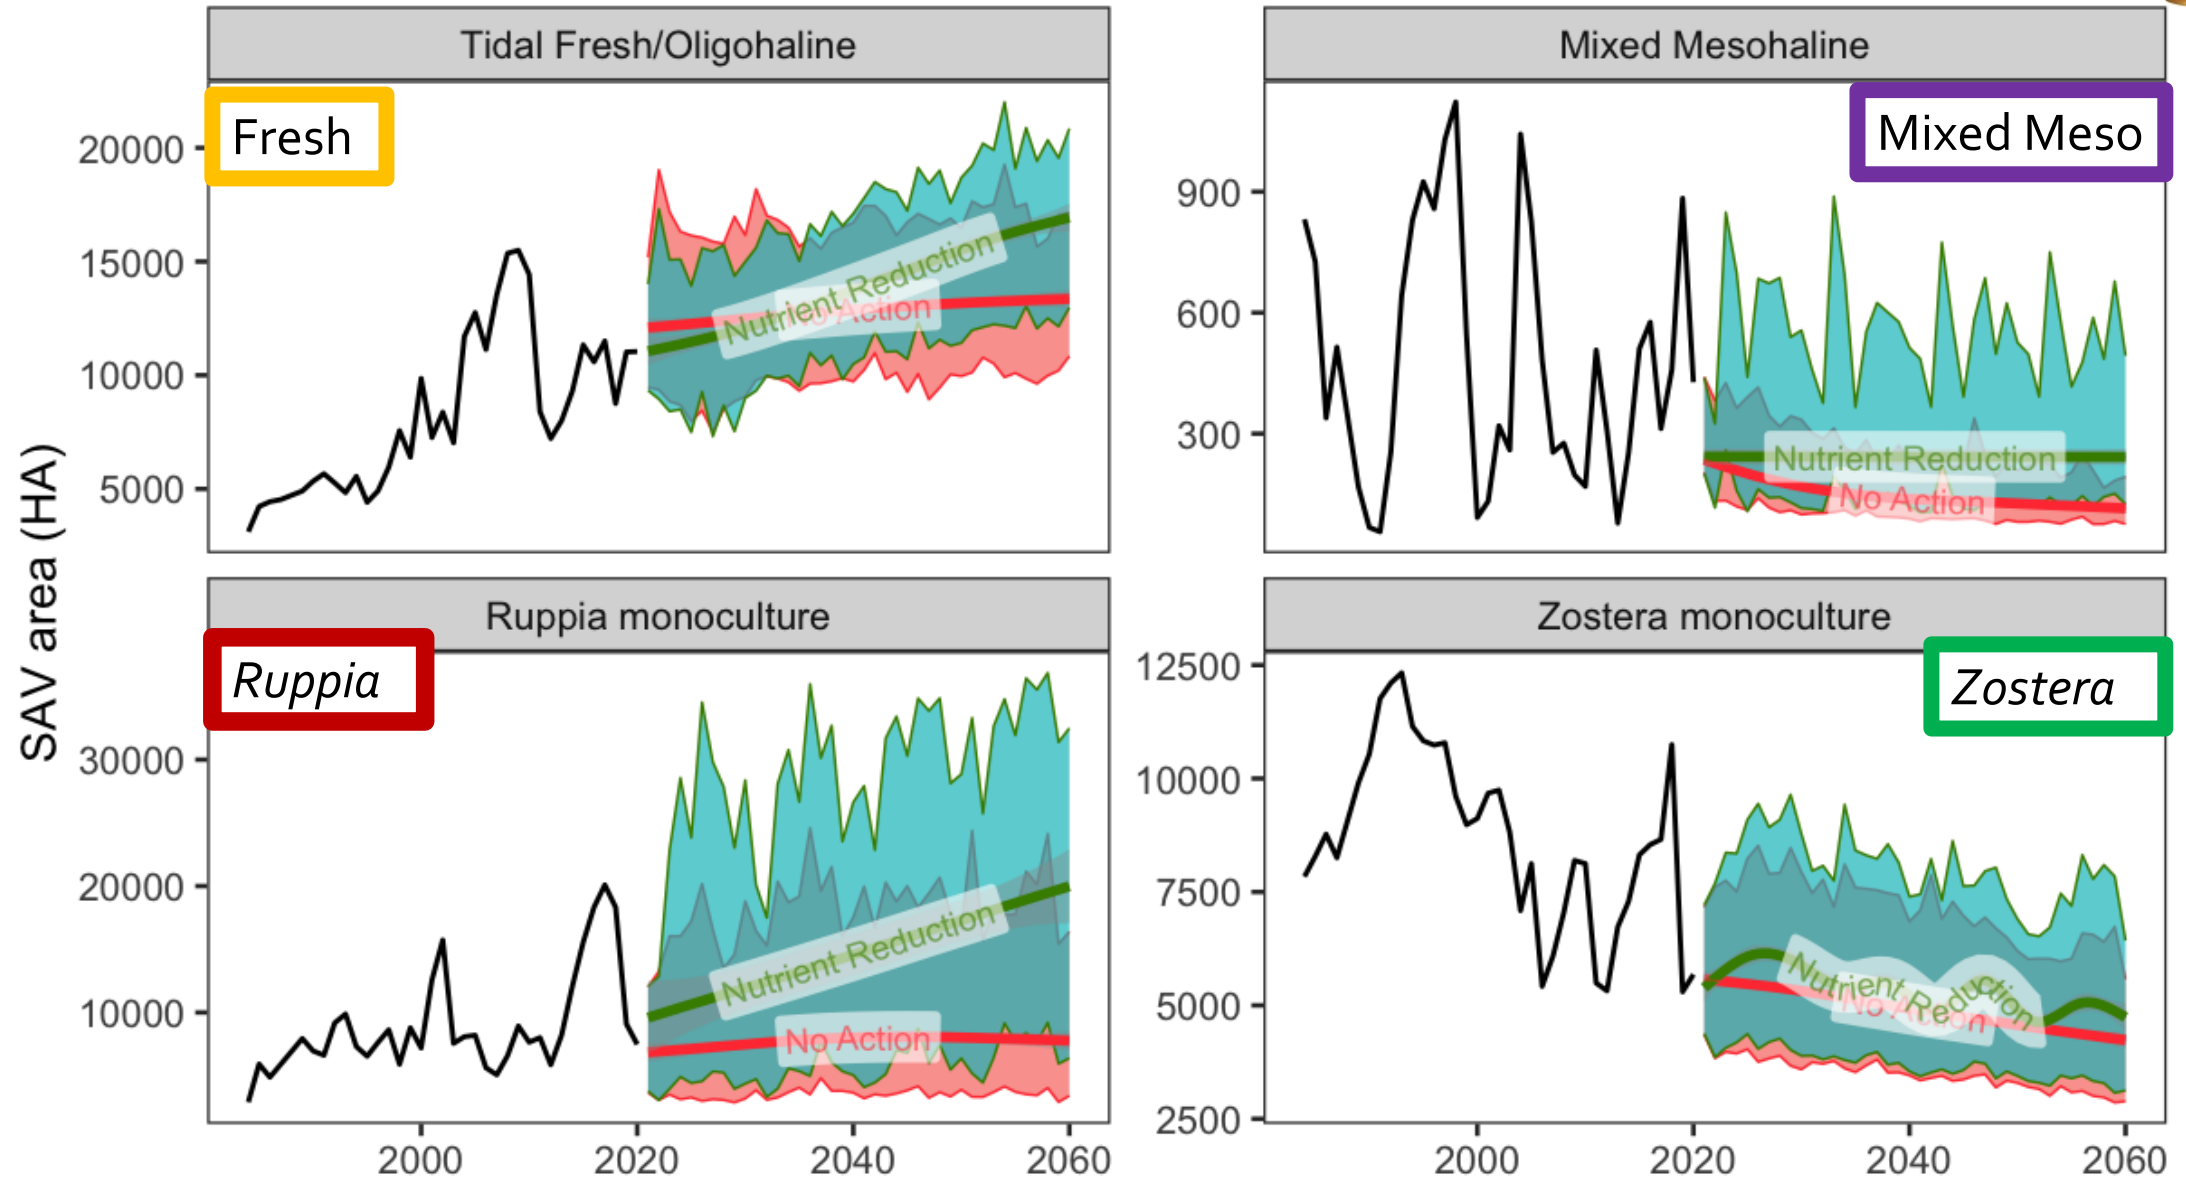 Tidal Fresh/Oligohaline
Mixed Mesohaline
Fresh
Mixed Meso
20000
15000
10000
5000
Nutrient Reduction
No Action
900
600
300
Nutrient Reduction
No Action
SAV area (HA)
Ruppia monoculture
Zostera monoculture
Ruppia
Zostera
30000
20000
10000
Nutrient Reduction
No Action
12500
10000
7500
5000
2500
Nutrient Reduction
No Action
2000
2020
2040
2060
2000
2020
2040
2060